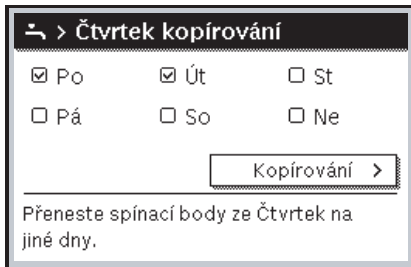 > Čtvrtek kopírování
Po Út St
Pá So Ne
Kopírování >
Přeneste spínací body ze Čtvrtek na
jiné dny.